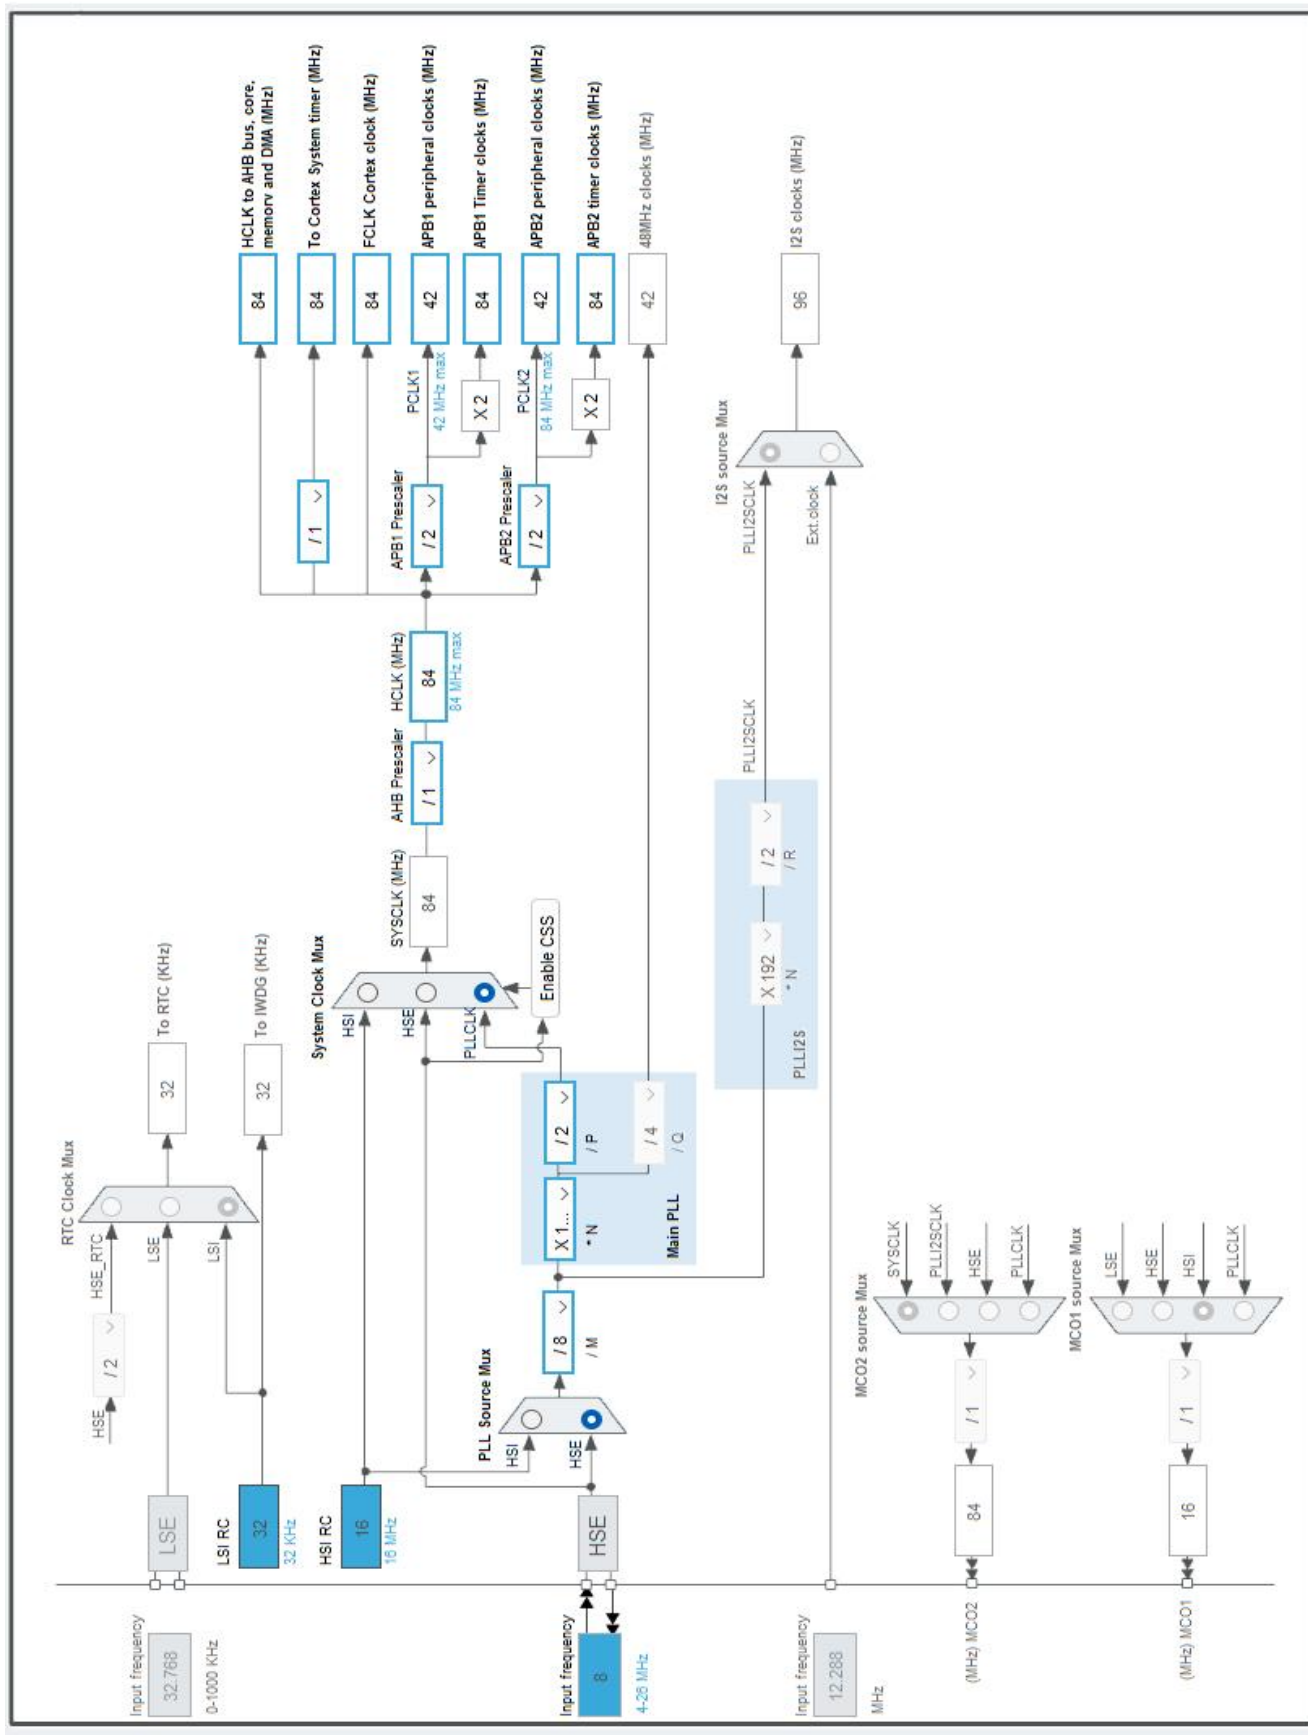 Input frequency
32.768
0-1000 KHz
LSE
HSE
/ 2
HSE_RTC
LSE
LSI
RTC Clock Mux
32
To RTC (KHz)
LSI RC
32
32 KHz
32
To IWDG (KHz)
HSI RC
16
16 MHz
Input frequency
8
4-26 MHz
HSE
PLL Source Mux
HSI
HSE
/ 8
/ M
X 1...
* N
/ 2
/ P
/ 4
/ Q
Main PLL
System Clock Mux
HSI
HSE
PLLCLK
Enable CSS
SYSCLK (MHz)
84
AHB Prescaler
/ 1
HCLK (MHz)
84
84 MHz max
/ 1
APB1 Prescaler
/ 2
PCLK1
42 MHz max
X 2
APB2 Prescaler
/ 2
PCLK2
84 MHz max
X 2
84
HCLK to AHB bus, core,
memory and DMA (MHz)
84
To Cortex System timer (MHz)
84
FCLK Cortex clock (MHz)
42
APB1 peripheral clocks (MHz)
84
APB1 Timer clocks (MHz)
42
APB2 peripheral clocks (MHz)
84
APB2 timer clocks (MHz)
42
48MHz clocks (MHz)
X 192
* N
/ 2
/ R
PLLI2S
PLLI2SCLK
PLLI2SCLK
Ext.clock
I2S source Mux
96
I2S clocks (MHz)
Input frequency
12.288
MHz
MCO2 source Mux
SYSCLK
PLLI2SCLK
HSE
PLLCLK
/ 1
84
(MHz) MCO2
MCO1 source Mux
LSE
HSE
HSI
PLLCLK
/ 1
16
(MHz) MCO1